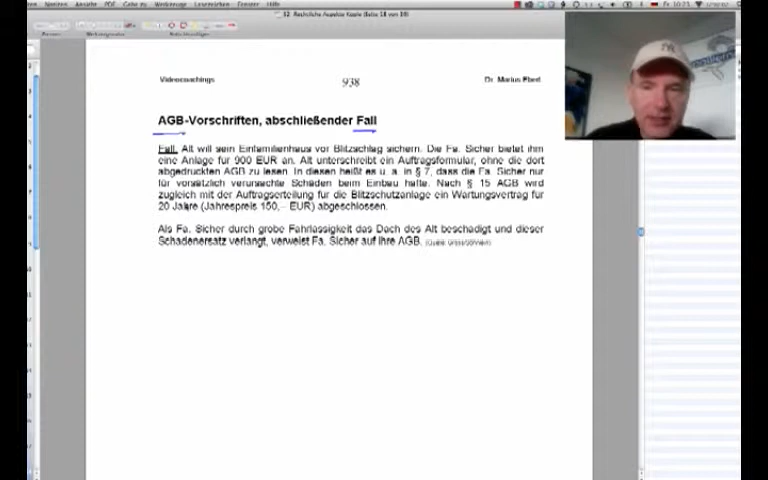 Videocoachings 938 Dr. Marius Ebert
AGB-Vorschriften, abschließender Fall
Fall. Alt will sein Einfamilienhaus vor Blitzschlag sichern. Die Fa. Sicher bietet ihm
eine Anlage für 900 EUR an. Alt unterschreibt ein Auftragsformular, ohne die dort
abgedruckten AGB zu lesen. In diesen heißt es u. a. in § 7, dass die Fa. Sicher nur
für vorsätzlich verursachte Schäden beim Einbau hafte. Nach § 15 AGB wird
zugleich mit der Auftragserteilung für die Blitzschutzanlage ein Wartungsvertrag für
20 Jahre (Jahrespreis 150,– EUR) abgeschlossen.
Als Fa. Sicher durch grobe Fahrlässigkeit das Dach des Alt beschädigt und dieser
Schadenersatz verlangt, verweist Fa. Sicher auf ihre AGB.